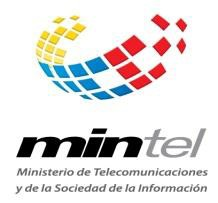 mintel
Ministerio de Telecomunicaciones
y de la Sociedad de la Información